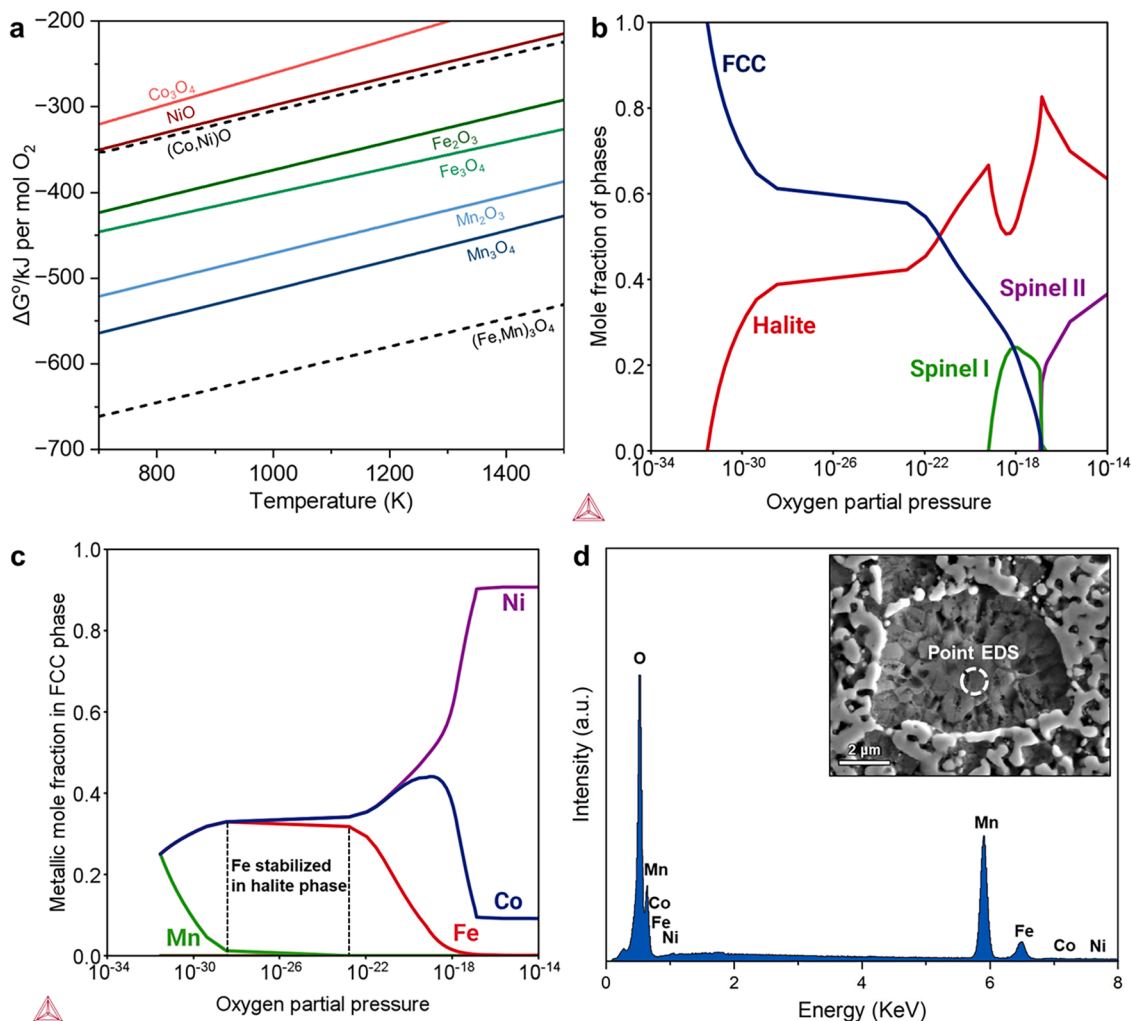 a
ΔG°/kJ per mol O₂
−200
−300
−400
−500
−600
−700
Co₃O₄
NiO
(Co,Ni)O
Fe₂O₃
Fe₃O₄
Mn₂O₃
Mn₃O₄
(Fe,Mn)₃O₄
800
1000
1200
1400
Temperature (K)
b
Mole fraction of phases
1.0
0.8
0.6
0.4
0.2
0.0
FCC
Halite
Spinel II
Spinel I
10⁻³⁴
10⁻³⁰
10⁻²⁶
10⁻²²
10⁻¹⁸
10⁻¹⁴
Oxygen partial pressure
c
Metallic mole fraction in FCC phase
1.0
0.8
0.6
0.4
0.2
0.0
Ni
Fe stabilized
in halite phase
Mn
Fe
Co
10⁻³⁴
10⁻³⁰
10⁻²⁶
10⁻²²
10⁻¹⁸
10⁻¹⁴
Oxygen partial pressure
d
Intensity (a.u.)
O
Mn
Co
Fe
Ni
Point EDS
2 μm
Mn
Fe
Co
Ni
0
2
4
6
8
Energy (KeV)